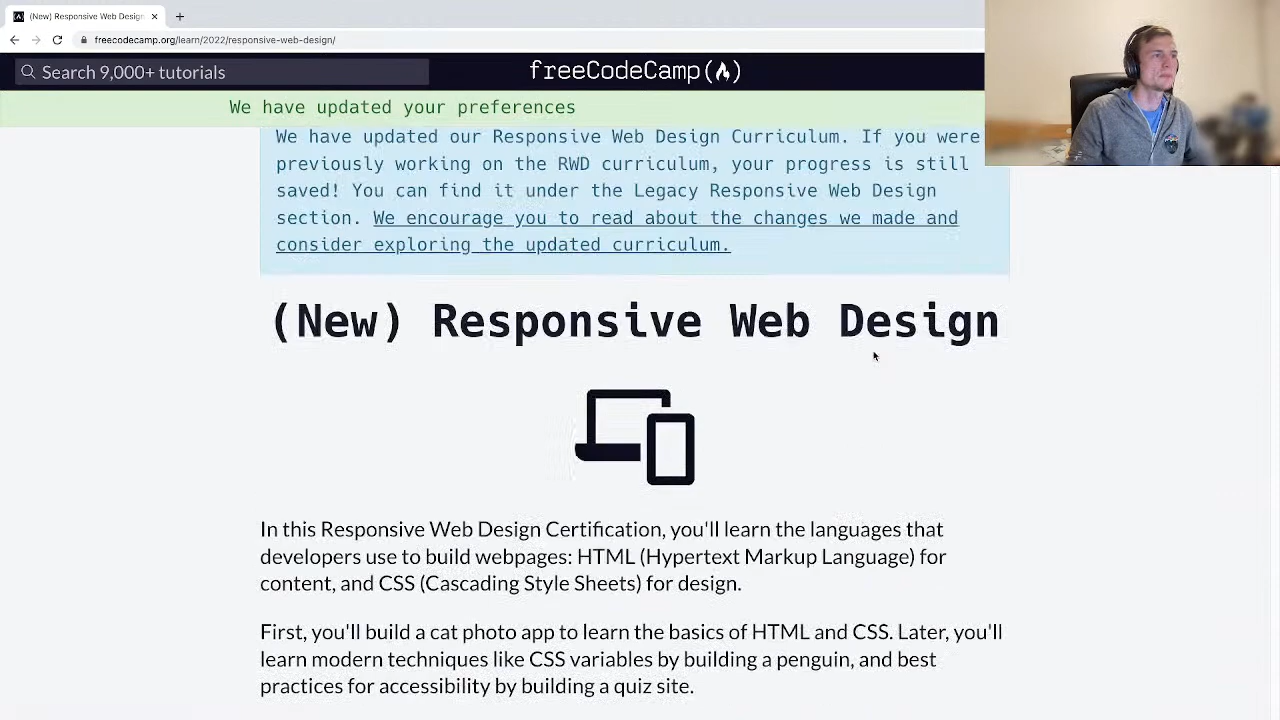 (New) Responsive Web Design
freecodecamp.org/learn/2022/responsive-web-design/
Search 9,000+ tutorials
freeCodeCamp
We have updated your preferences
We have updated our Responsive Web Design Curriculum. If you were
previously working on the RWD curriculum, your progress is still
saved! You can find it under the Legacy Responsive Web Design
section. We encourage you to read about the changes we made and
consider exploring the updated curriculum.
(New) Responsive Web Design
In this Responsive Web Design Certification, you'll learn the languages that
developers use to build webpages: HTML (Hypertext Markup Language) for
content, and CSS (Cascading Style Sheets) for design.
First, you'll build a cat photo app to learn the basics of HTML and CSS. Later, you'll
learn modern techniques like CSS variables by building a penguin, and best
practices for accessibility by building a quiz site.